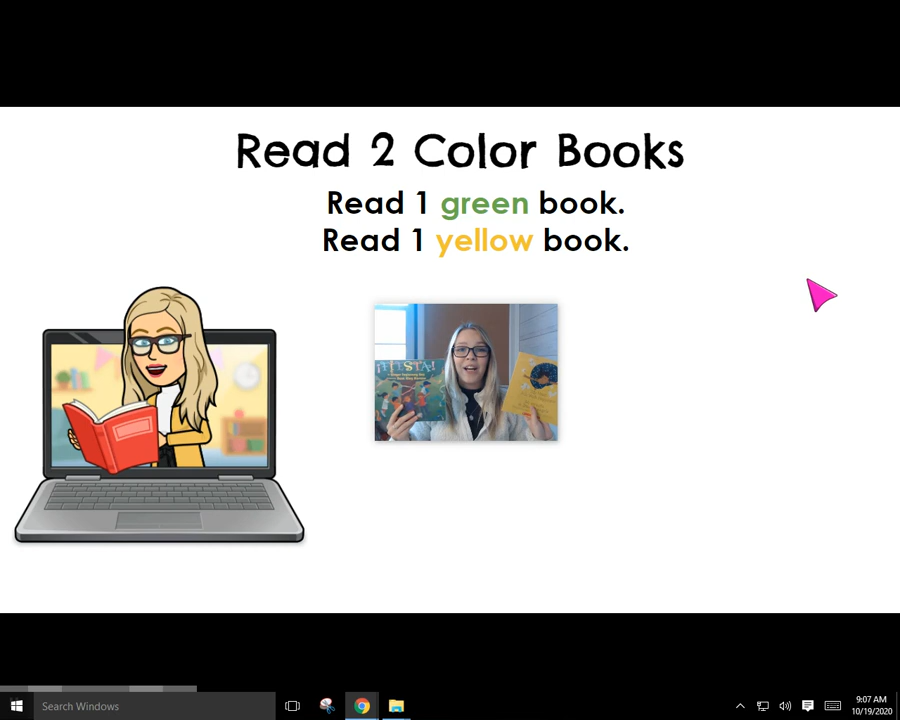 Read 2 Color Books
Read 1 green book.
Read 1 yellow book.
¡FIESTA!
Search Windows
9:07 AM
10/19/2020